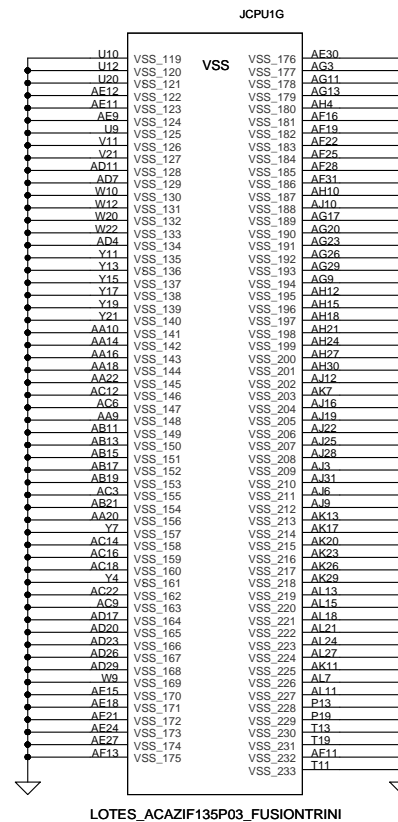 JCPU1G
VSS
U10 VSS_119 VSS_176 AE30
U12 VSS_120 VSS_177 AG3
U20 VSS_121 VSS_178 AG11
AE12 VSS_122 VSS_179 AG13
AE11 VSS_123 VSS_180 AH4
AE9 VSS_124 VSS_181 AF16
U9 VSS_125 VSS_182 AF19
V11 VSS_126 VSS_183 AF22
V21 VSS_127 VSS_184 AF25
AD11 VSS_128 VSS_185 AF28
AD7 VSS_129 VSS_186 AF31
W10 VSS_130 VSS_187 AH10
W12 VSS_131 VSS_188 AJ10
W20 VSS_132 VSS_189 AG17
W22 VSS_133 VSS_190 AG20
AD4 VSS_134 VSS_191 AG23
Y11 VSS_135 VSS_192 AG26
Y13 VSS_136 VSS_193 AG29
Y15 VSS_137 VSS_194 AG9
Y17 VSS_138 VSS_195 AH12
Y19 VSS_139 VSS_196 AH15
Y21 VSS_140 VSS_197 AH18
AA10 VSS_141 VSS_198 AH21
AA14 VSS_142 VSS_199 AH24
AA16 VSS_143 VSS_200 AH27
AA18 VSS_144 VSS_201 AH30
AA22 VSS_145 VSS_202 AJ12
AC12 VSS_146 VSS_203 AK7
AC6 VSS_147 VSS_204 AJ16
AA9 VSS_148 VSS_205 AJ19
AB11 VSS_149 VSS_206 AJ22
AB13 VSS_150 VSS_207 AJ25
AB15 VSS_151 VSS_208 AJ28
AB17 VSS_152 VSS_209 AJ3
AB19 VSS_153 VSS_210 AJ31
AC3 VSS_155 VSS_211 AJ6
AB21 VSS_154 VSS_212 AJ9
AA20 VSS_156 VSS_213 AK13
Y7 VSS_157 VSS_214 AK17
AC14 VSS_158 VSS_215 AK20
AC16 VSS_159 VSS_216 AK23
AC18 VSS_160 VSS_217 AK26
Y4 VSS_161 VSS_218 AK29
AC22 VSS_162 VSS_219 AL13
AC9 VSS_163 VSS_220 AL15
AD17 VSS_164 VSS_221 AL18
AD20 VSS_165 VSS_222 AL21
AD23 VSS_166 VSS_223 AL24
AD26 VSS_167 VSS_224 AL27
AD29 VSS_168 VSS_225 AK11
W9 VSS_169 VSS_226 AL7
AE15 VSS_170 VSS_227 AL11
AE18 VSS_171 VSS_228 P13
AE21 VSS_172 VSS_229 P19
AE24 VSS_173 VSS_230 T13
AE27 VSS_174 VSS_231 T19
AF13 VSS_175 VSS_232 AF11
VSS_233 T11
LOTES_ACAZIF135P03_FUSIONTRINI